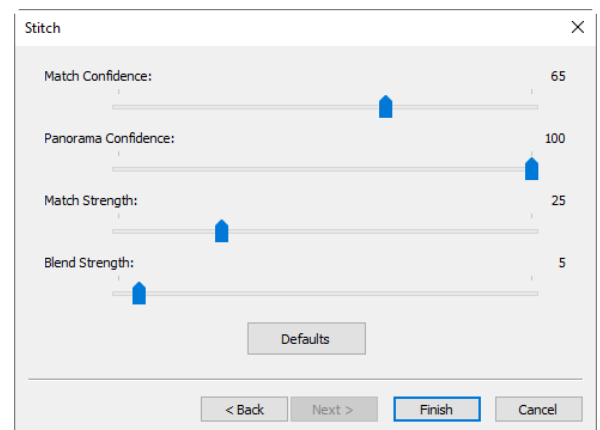 Stitch
Match Confidence: 65
Panorama Confidence: 100
Match Strength: 25
Blend Strength: 5
Defaults
< Back Next > Finish Cancel